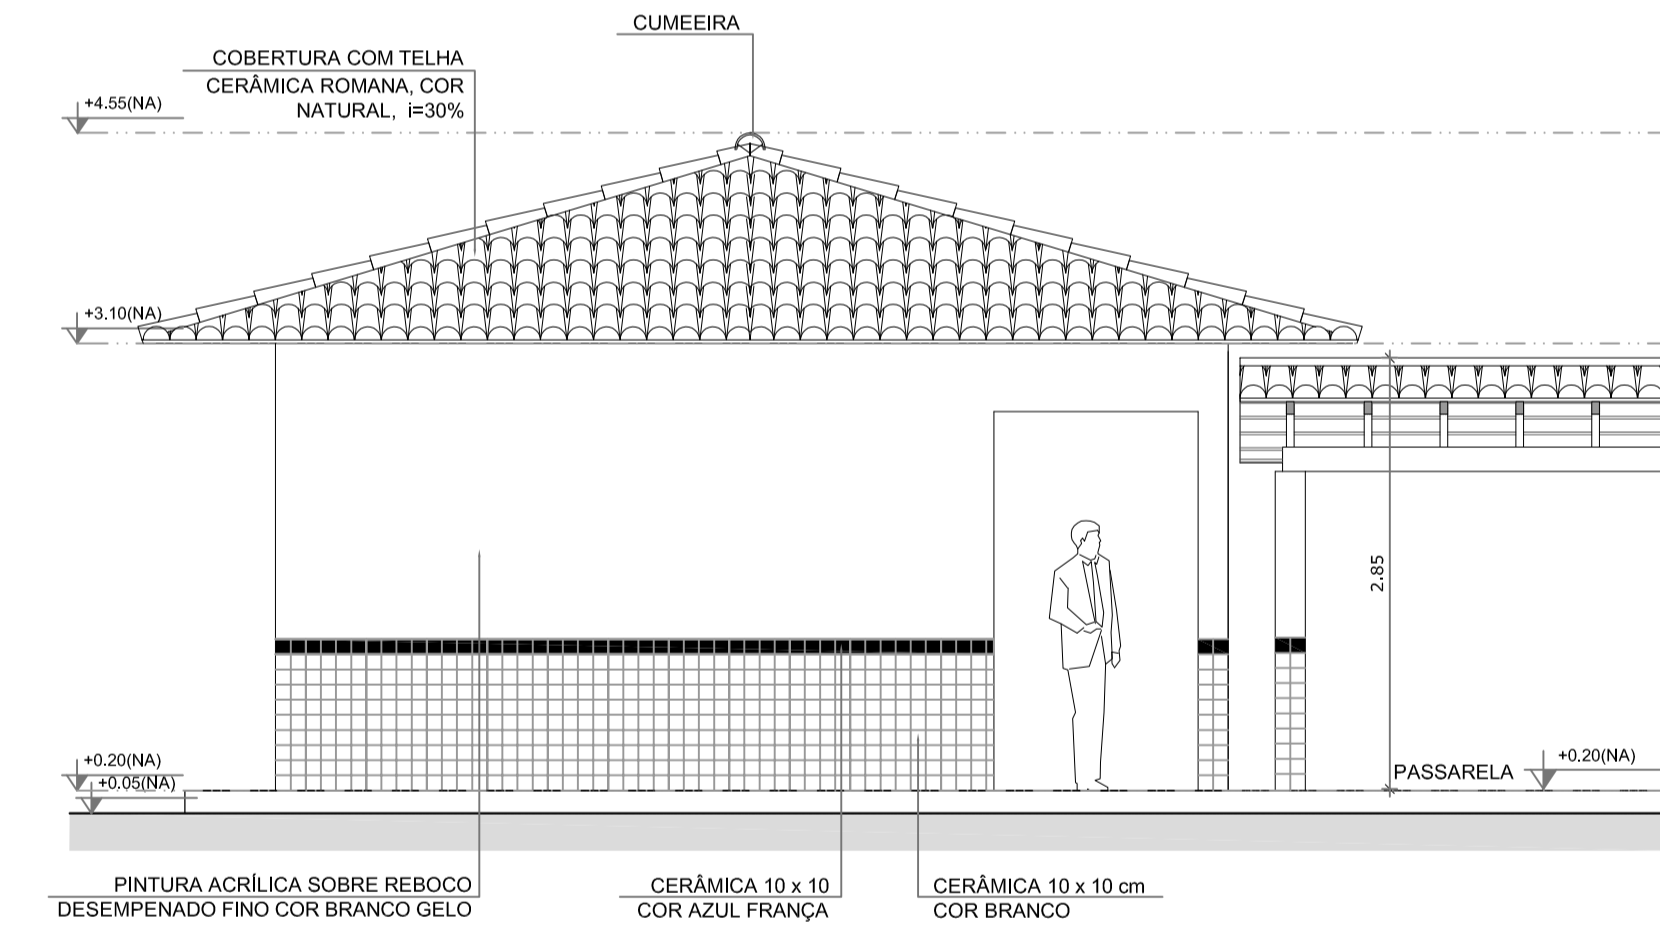 CUMEEIRA
COBERTURA COM TELHA
CERÂMICA ROMANA, COR
NATURAL, i=30%
+4.55(NA)
+3.10(NA)
2.85
+0.20(NA)
+0.05(NA)
PASSARELA
+0.20(NA)
PINTURA ACRÍLICA SOBRE REBOCO
DESEMPENADO FINO COR BRANCO GELO
CERÂMICA 10 x 10
COR AZUL FRANÇA
CERÂMICA 10 x 10 cm
COR BRANCO